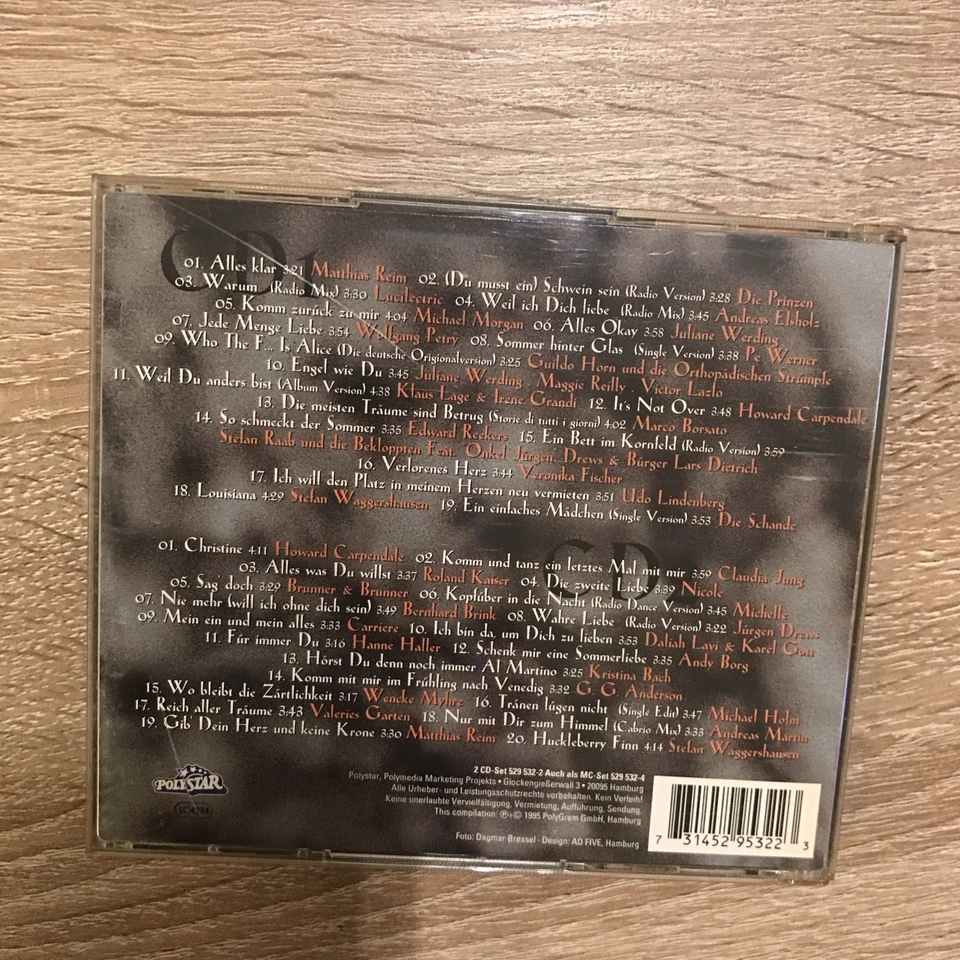 CD 1
01. Alles klar 3:21 Matthias Reim 02. (Du musst ein) Schwein sein (Radio Version) 3:28 Die Prinzen
03. Warum (Radio Mix) 3:30 Lucilectric 04. Weil ich Dich liebe (Radio Mix) 3:45 Andreas Elsholz
05. Komm zurück zu mir 4:04 Michael Morgan 06. Alles Okay 3:58 Juliane Werding
07. Jede Menge Liebe 3:54 Wolfgang Petry 08. Sommer hinter Glas (Single Version) 3:38 Pe Werner
09. Who The F... Is Alice (Die deutsche Origionalversion) 3:25 Guildo Horn und die Orthopädischen Strümpfe
10. Engel wie Du 3:45 Juliane Werding, Maggie Reilly, Victor Lazlo
11. Weil Du anders bist (Album Version) 4:38 Klaus Lage & Irene Grandi 12. It's Not Over 3:48 Howard Carpendale
13. Die meisten Träume sind Betrug (Storie di tutti i giorni) 4:02 Marco Borsato
14. So schmeckt der Sommer 3:35 Edward Reekers 15. Ein Bett im Kornfeld (Radio Version) 3:59
Stefan Raab und die Bekloppten Feat. "Onkel Jürgen" Drews & Bürger Lars Dietrich
16. Verlorenes Herz 3:44 Veronika Fischer
17. Ich will den Platz in meinem Herzen neu vermieten 3:51 Udo Lindenberg
18. Louisiana 4:29 Stefan Waggershausen 19. Ein einfaches Mädchen (Single Version) 3:53 Die Schande
CD
01. Christine 4:11 Howard Carpendale 02. Komm und tanz ein letztes Mal mit mir 3:59 Claudia Jung
03. Alles was Du willst 3:37 Roland Kaiser 04. Die zweite Liebe 3:39 Nicole
05. Sag' doch 3:29 Brunner & Brunner 06. Kopfüber in die Nacht (Radio Dance Version) 3:45 Michelle
07. Nie mehr (will ich ohne dich sein) 3:49 Bernhard Brink 08. Wahre Liebe (Radio Version) 3:22 Jürgen Drews
09. Mein ein und mein alles 3:33 Carriere 10. Ich bin da, um Dich zu lieben 3:53 Daliah Lavi & Karel Gott
11. Für immer Du 3:16 Hanne Haller 12. Schenk mir eine Sommerliebe 3:35 Andy Borg
13. Hörst Du denn noch immer Al Martino 3:25 Kristina Bach
14. Komm mit mir im Frühling nach Venedig 3:32 G. G. Anderson
15. Wo bleibt die Zärtlichkeit 3:17 Wencke Myhre 16. Tränen lügen nicht (Single Edit) 3:47 Michael Holm
17. Reich aller Träume 3:43 Valeries Garten 18. Nur mit Dir zum Himmel (Cabrio Mix) 3:33 Andreas Martin
19. Gib' Dein Herz und keine Krone 3:30 Matthias Reim 20. Huckleberry Finn 4:14 Stefan Waggershausen
2 CD-Set 529 532-2 Auch als MC-Set 529 532-4
Polystar, Polymedia Marketing Projekts • Glockengießerwall 3 • 20095 Hamburg
Alle Urheber- und Leistungsschutzrechte vorbehalten. Kein Verleih!
Keine unerlaubte Vervielfältigung, Vermietung, Aufführung, Sendung.
This compilation: ℗+© 1995 PolyGram GmbH, Hamburg
Foto: Dagmar Bressel · Design: AD FIVE, Hamburg
POLYSTAR
LC 4206
7 31452 95322 3